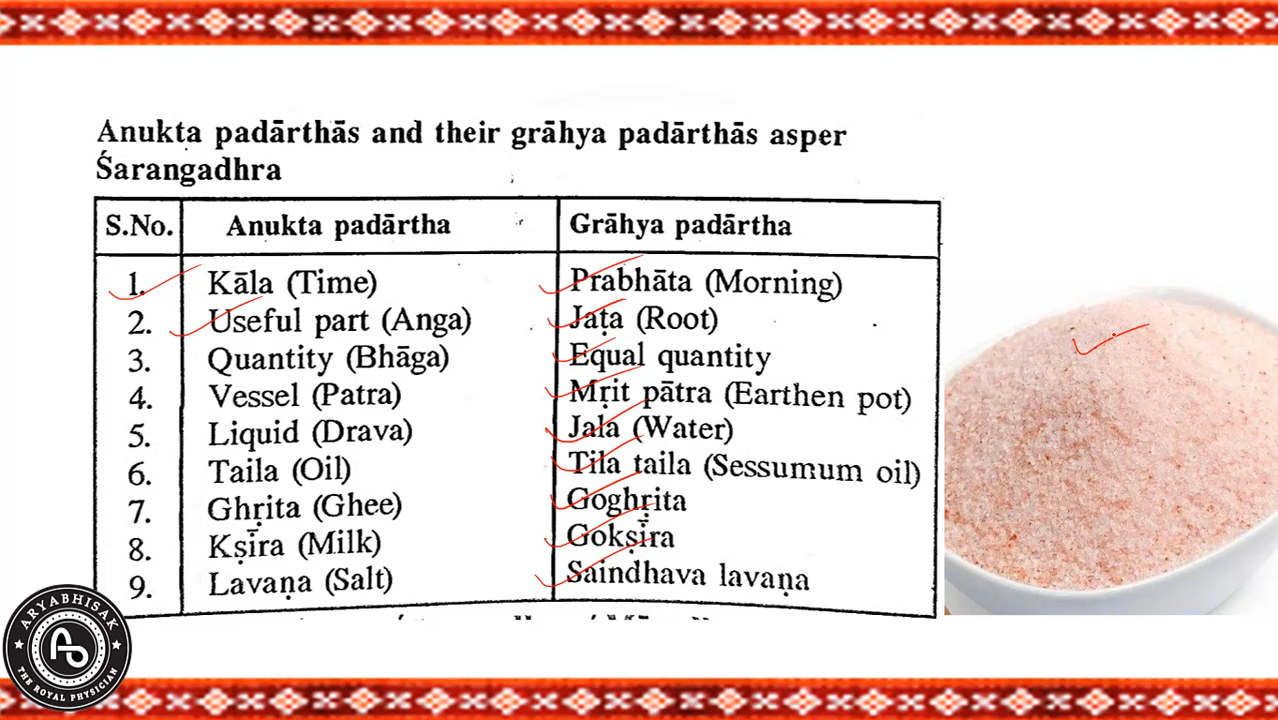 Anukta padārthās and their grāhya padārthās asper
Śarangadhra
S.No. Anukta padārtha Grāhya padārtha
1. Kāla (Time) Prabhāta (Morning)
2. Useful part (Anga) Jaṭa (Root)
3. Quantity (Bhāga) Equal quantity
4. Vessel (Patra) Mṛit pātra (Earthen pot)
5. Liquid (Drava) Jala (Water)
6. Taila (Oil) Tila taila (Sessumum oil)
7. Ghṛita (Ghee) Goghṛita
8. Kṣīra (Milk) Gokṣīra
9. Lavaṇa (Salt) Saindhava lavaṇa
ARYABHISAK
THE ROYAL PHYSICIAN